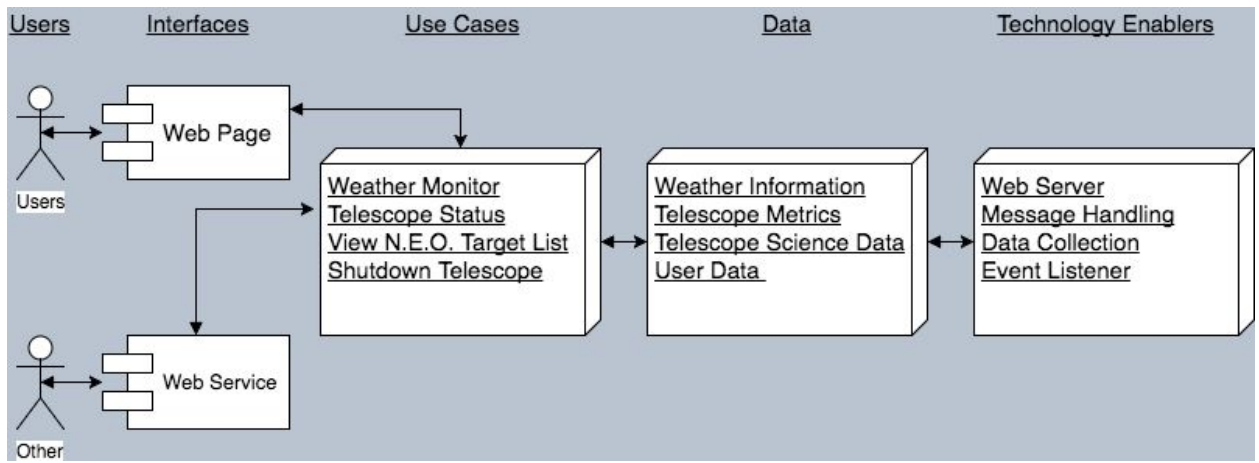 Users
Interfaces
Use Cases
Data
Technology Enablers
Web Page
Users
Weather Monitor
Telescope Status
View N.E.O. Target List
Shutdown Telescope
Weather Information
Telescope Metrics
Telescope Science Data
User Data
Web Server
Message Handling
Data Collection
Event Listener
Web Service
Other